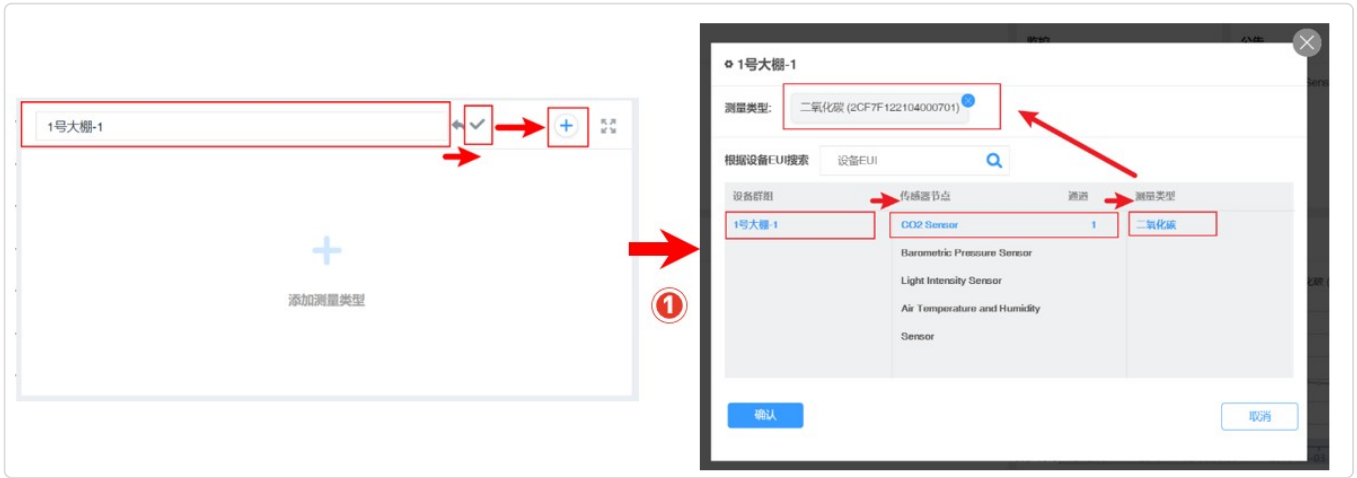 1号大棚-1
添加测量类型
1
监控
公告
1号大棚-1
测量类型:
二氧化碳 (2CF7F122104000701)
根据设备EUI搜索
设备EUI
设备群组
传感器节点
通道
测量类型
1号大棚-1
CO2 Sensor
1
二氧化碳
Barometric Pressure Sensor
Light Intensity Sensor
Air Temperature and Humidity
Sensor
确认
取消